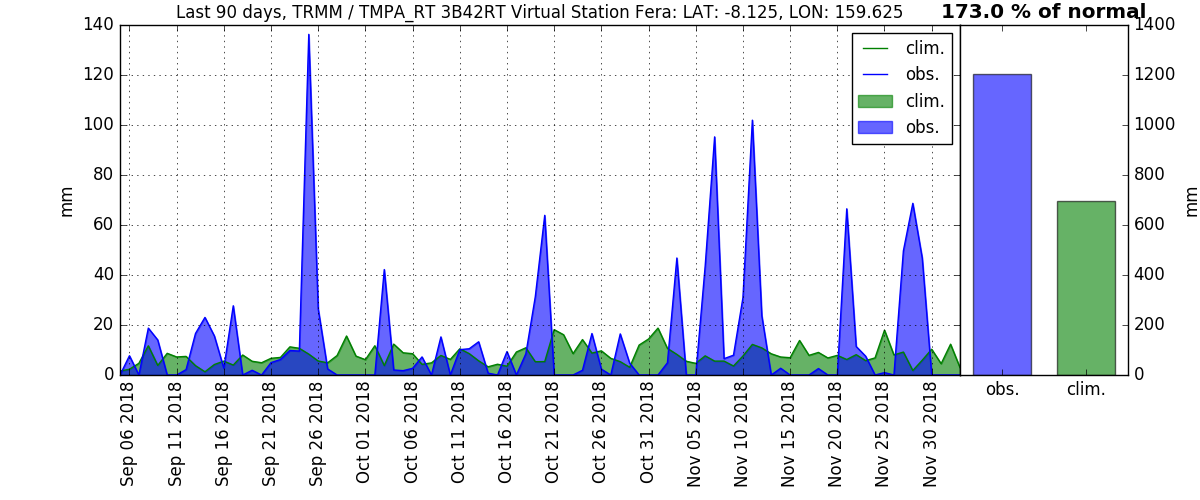 Last 90 days, TRMM / TMPA_RT 3B42RT Virtual Station Fera: LAT: -8.125, LON: 159.625
173.0 % of normal
mm
140
120
100
80
60
40
20
0
clim.
obs.
clim.
obs.
Sep 06 2018
Sep 11 2018
Sep 16 2018
Sep 21 2018
Sep 26 2018
Oct 01 2018
Oct 06 2018
Oct 11 2018
Oct 16 2018
Oct 21 2018
Oct 26 2018
Oct 31 2018
Nov 05 2018
Nov 10 2018
Nov 15 2018
Nov 20 2018
Nov 25 2018
Nov 30 2018
1400
1200
1000
800
600
400
200
0
mm
obs.
clim.